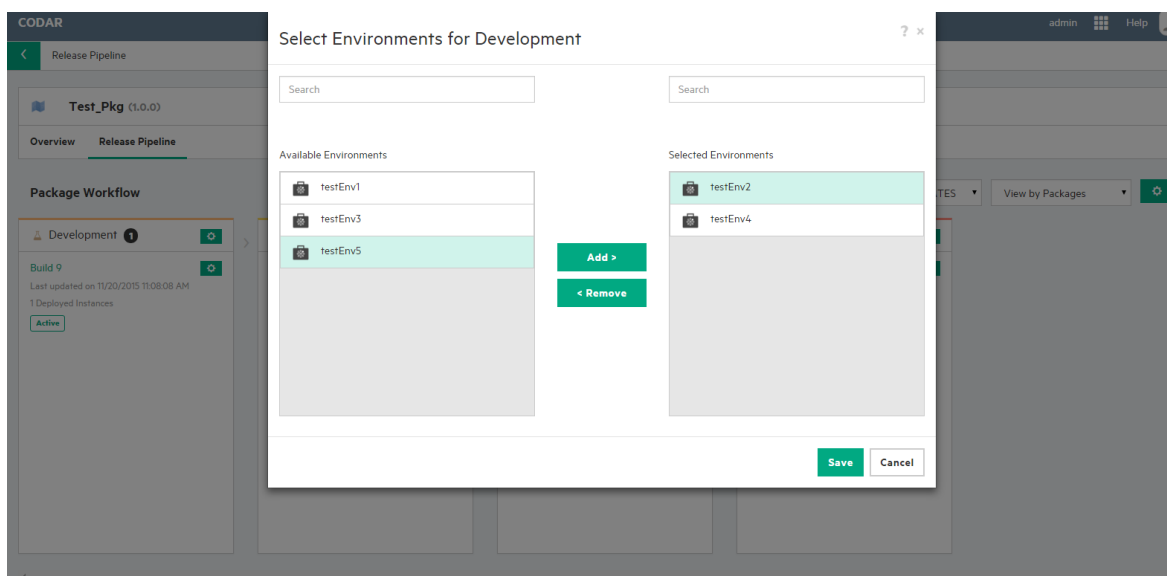 CODAR
admin
Help
Release Pipeline
Select Environments for Development
? ×
Test_Pkg (1.0.0)
Overview
Release Pipeline
Search
Search
Available Environments
Selected Environments
Package Workflow
TES
View by Packages
testEnv1
testEnv3
testEnv5
Add >
< Remove
testEnv2
testEnv4
Development 1
Build 9
Last updated on 11/20/2015 11:08:08 AM
1 Deployed Instances
Active
Save
Cancel